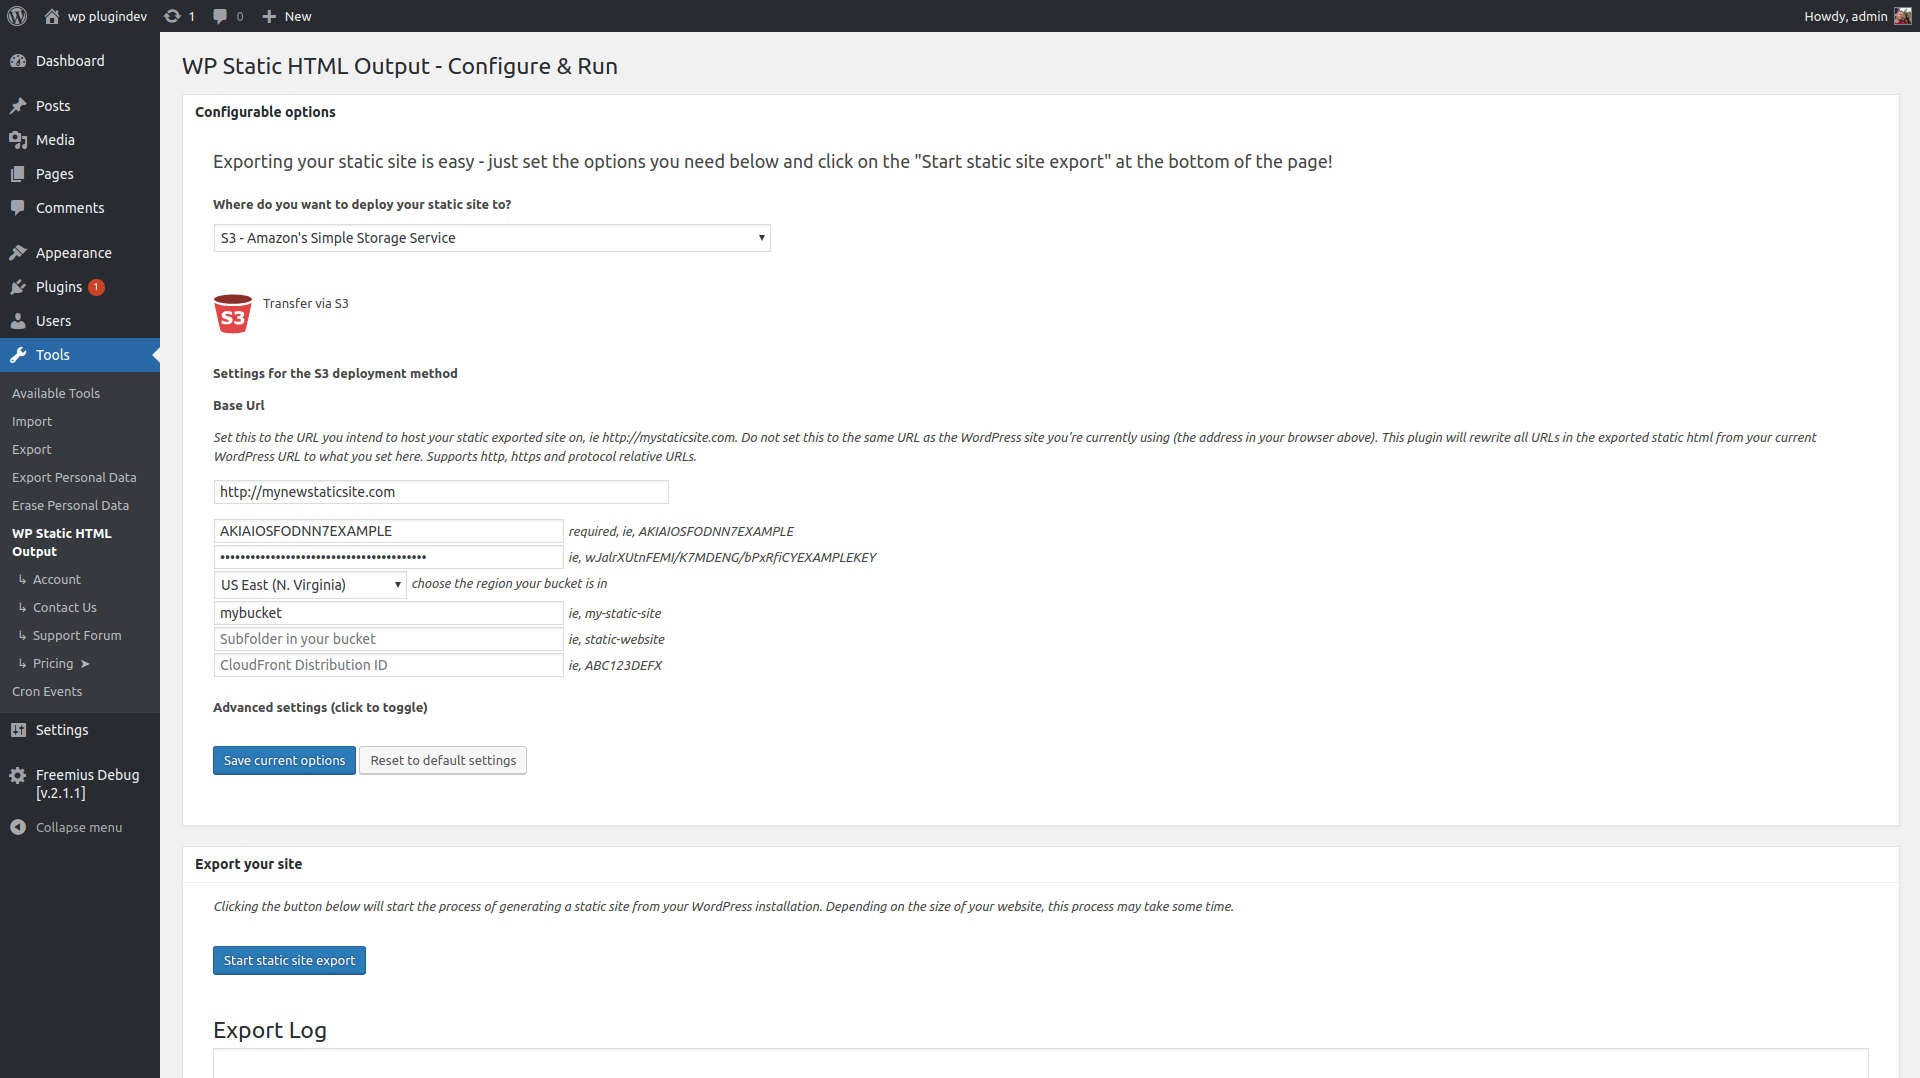 wp plugindev
1
0
New
Howdy, admin
Dashboard
Posts
Media
Pages
Comments
Appearance
Plugins 1
Users
Tools
Available Tools
Import
Export
Export Personal Data
Erase Personal Data
WP Static HTML
Output
↳ Account
↳ Contact Us
↳ Support Forum
↳ Pricing ➤
Cron Events
Settings
Freemius Debug
[v.2.1.1]
Collapse menu
WP Static HTML Output - Configure & Run
Configurable options
Exporting your static site is easy - just set the options you need below and click on the "Start static site export" at the bottom of the page!
Where do you want to deploy your static site to?
S3 - Amazon's Simple Storage Service
S3
Transfer via S3
Settings for the S3 deployment method
Base Url
Set this to the URL you intend to host your static exported site on, ie http://mystaticsite.com. Do not set this to the same URL as the WordPress site you're currently using (the address in your browser above). This plugin will rewrite all URLs in the exported static html from your current
WordPress URL to what you set here. Supports http, https and protocol relative URLs.
http://mynewstaticsite.com
AKIAIOSFODNN7EXAMPLE required, ie, AKIAIOSFODNN7EXAMPLE
•••••••••••••••••••••••••••••••••••••••• ie, wJalrXUtnFEMI/K7MDENG/bPxRfiCYEXAMPLEKEY
US East (N. Virginia) choose the region your bucket is in
mybucket ie, my-static-site
Subfolder in your bucket ie, static-website
CloudFront Distribution ID ie, ABC123DEFX
Advanced settings (click to toggle)
Save current options Reset to default settings
Export your site
Clicking the button below will start the process of generating a static site from your WordPress installation. Depending on the size of your website, this process may take some time.
Start static site export
Export Log